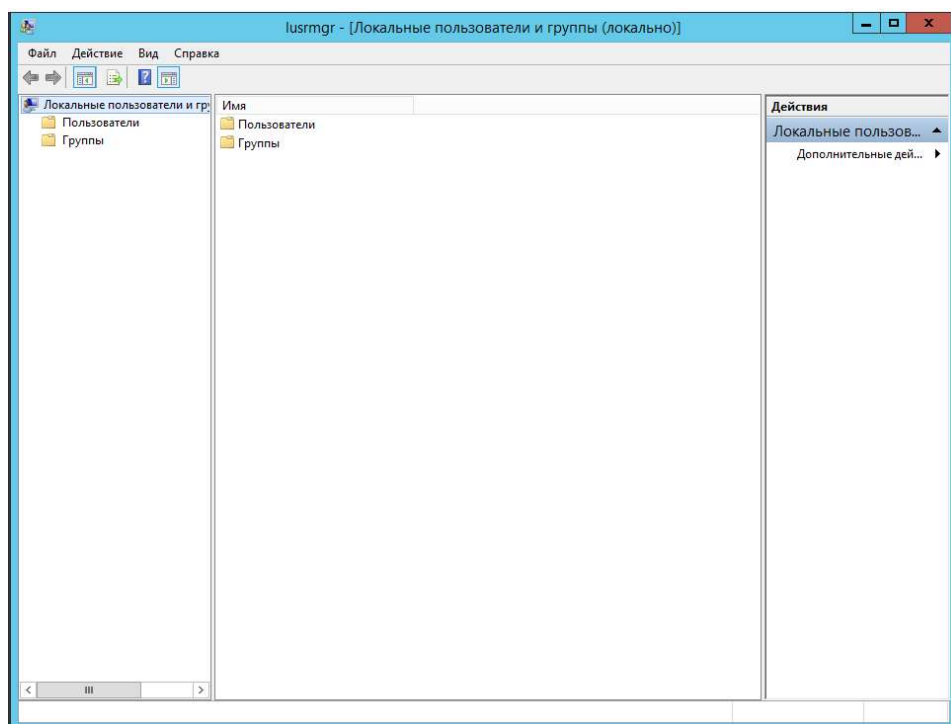 lusrmgr - [Локальные пользователи и группы (локально)]
Файл Действие Вид Справка
Локальные пользователи и гру
Пользователи
Группы
Имя
Пользователи
Группы
Действия
Локальные пользов...
Дополнительные дей...